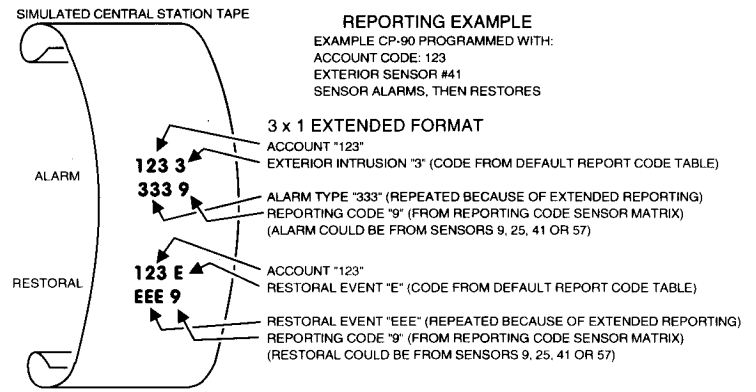 SIMULATED CENTRAL STATION TAPE
REPORTING EXAMPLE
EXAMPLE CP-90 PROGRAMMED WITH:
ACCOUNT CODE: 123
EXTERIOR SENSOR #41
SENSOR ALARMS, THEN RESTORES
3 x 1 EXTENDED FORMAT
ALARM
123 3
333 9
ACCOUNT "123"
EXTERIOR INTRUSION "3" (CODE FROM DEFAULT REPORT CODE TABLE)
ALARM TYPE "333" (REPEATED BECAUSE OF EXTENDED REPORTING)
REPORTING CODE "9" (FROM REPORTING CODE SENSOR MATRIX)
(ALARM COULD BE FROM SENSORS 9, 25, 41 OR 57)
RESTORAL
123 E
EEE 9
ACCOUNT "123"
RESTORAL EVENT "E" (CODE FROM DEFAULT REPORT CODE TABLE)
RESTORAL EVENT "EEE" (REPEATED BECAUSE OF EXTENDED REPORTING)
REPORTING CODE "9" (FROM REPORTING CODE SENSOR MATRIX)
(RESTORAL COULD BE FROM SENSORS 9, 25, 41 OR 57)